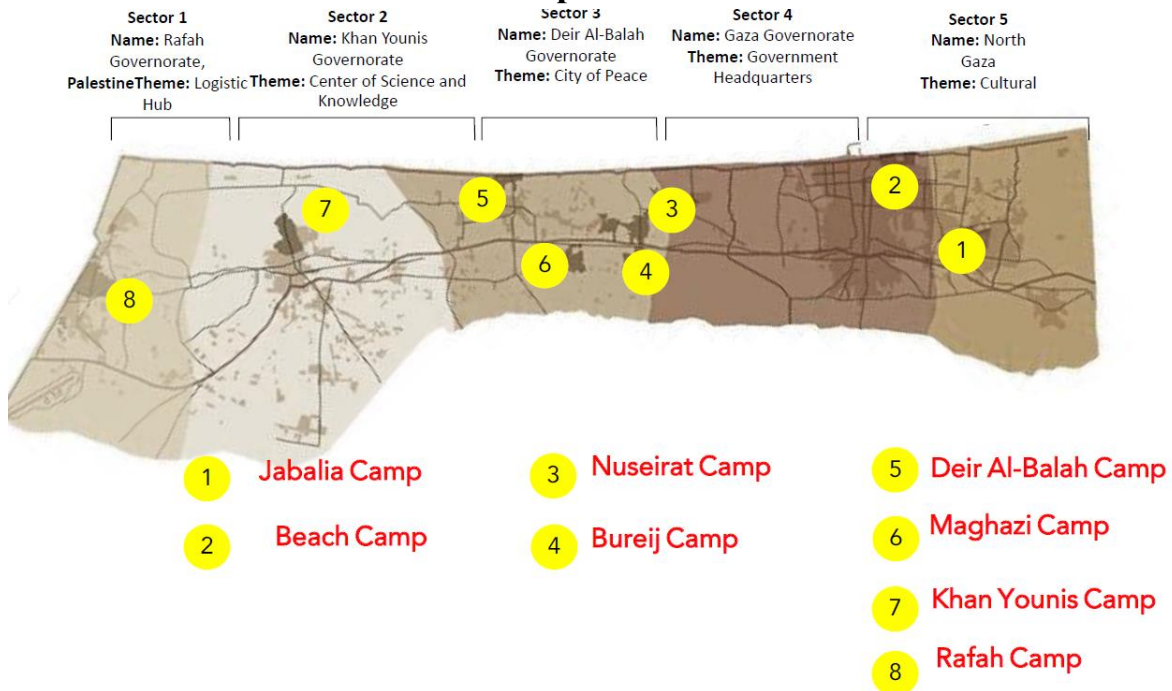 Sector 1
Name: Rafah
Governorate,
PalestineTheme: Logistic
Hub
Sector 2
Name: Khan Younis
Governorate
Theme: Center of Science and
Knowledge
Sector 3
Name: Deir Al-Balah
Governorate
Theme: City of Peace
Sector 4
Name: Gaza Governorate
Theme: Government
Headquarters
Sector 5
Name: North
Gaza
Theme: Cultural
5
7
3
2
6
4
1
8
1 Jabalia Camp
2 Beach Camp
3 Nuseirat Camp
4 Bureij Camp
5 Deir Al-Balah Camp
6 Maghazi Camp
7 Khan Younis Camp
8 Rafah Camp